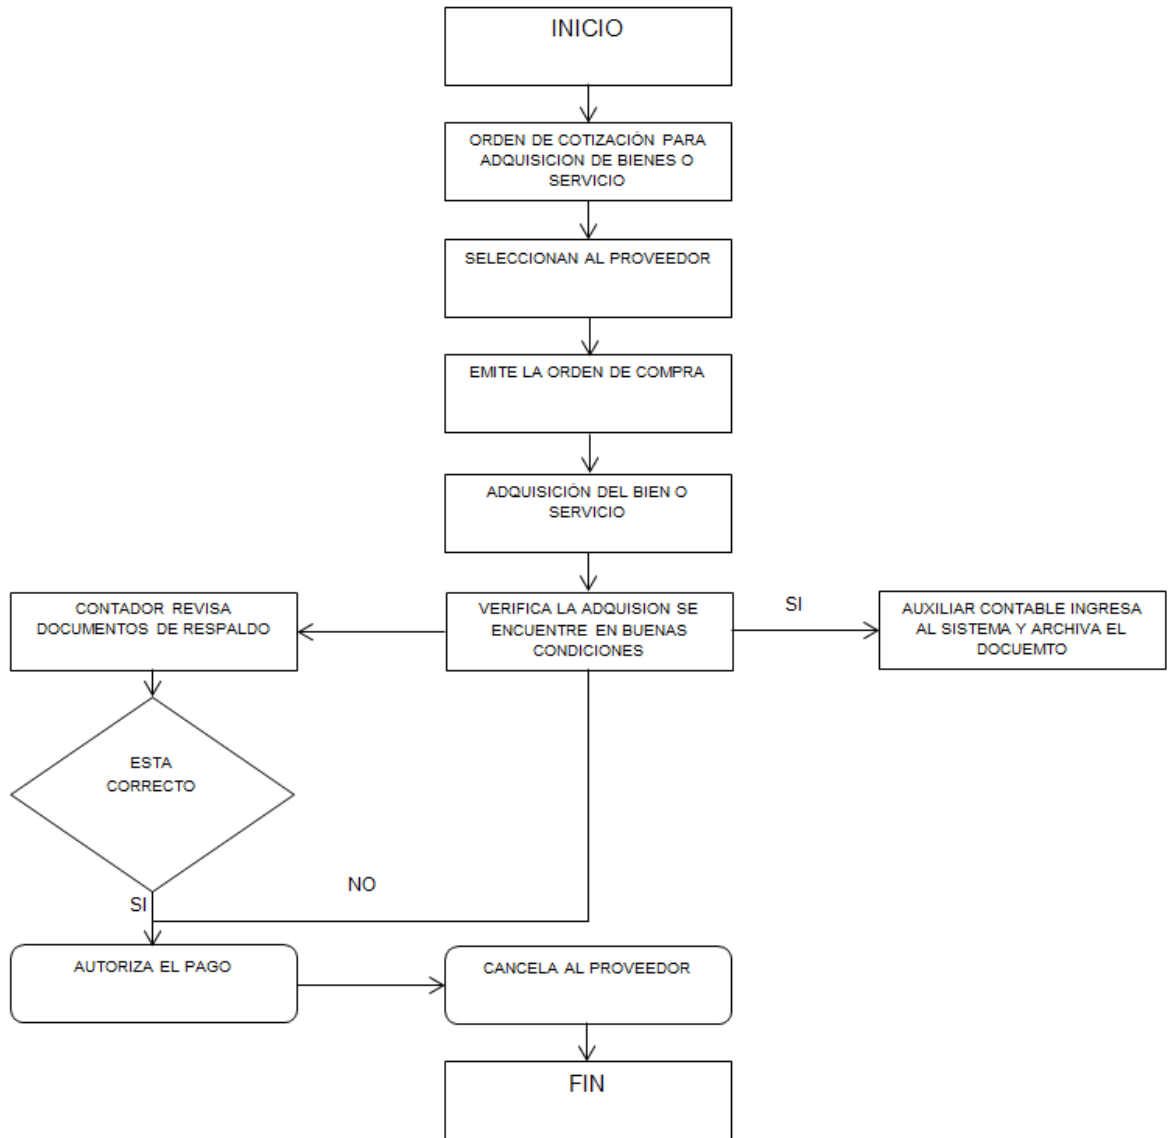 INICIO
ORDEN DE COTIZACIÓN PARA
ADQUISICION DE BIENES O
SERVICIO
SELECCIONAN AL PROVEEDOR
EMITE LA ORDEN DE COMPRA
ADQUISICIÓN DEL BIEN O
SERVICIO
CONTADOR REVISA
DOCUMENTOS DE RESPALDO
VERIFICA LA ADQUISION SE
ENCUENTRE EN BUENAS
CONDICIONES
SI
AUXILIAR CONTABLE INGRESA
AL SISTEMA Y ARCHIVA EL
DOCUEMTO
ESTA
CORRECTO
NO
SI
AUTORIZA EL PAGO
CANCELA AL PROVEEDOR
FIN